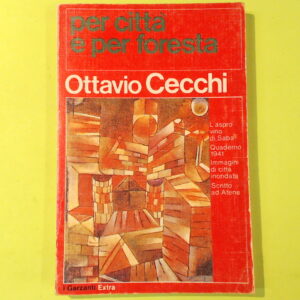 per città
e per foresta
Ottavio Cecchi
L'aspro
vino
di Saba
Quaderno
1941
Immagini
di città
inondata
Scritto
ad Atene
i Garzanti Extra